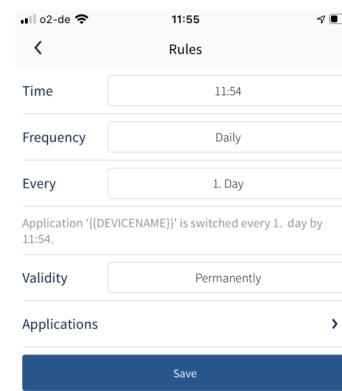 o2-de 11:55
Rules
Time 11:54
Frequency Daily
Every 1. Day
Application '{{DEVICENAME}}' is switched every 1. day by
11:54.
Validity Permanently
Applications
Save